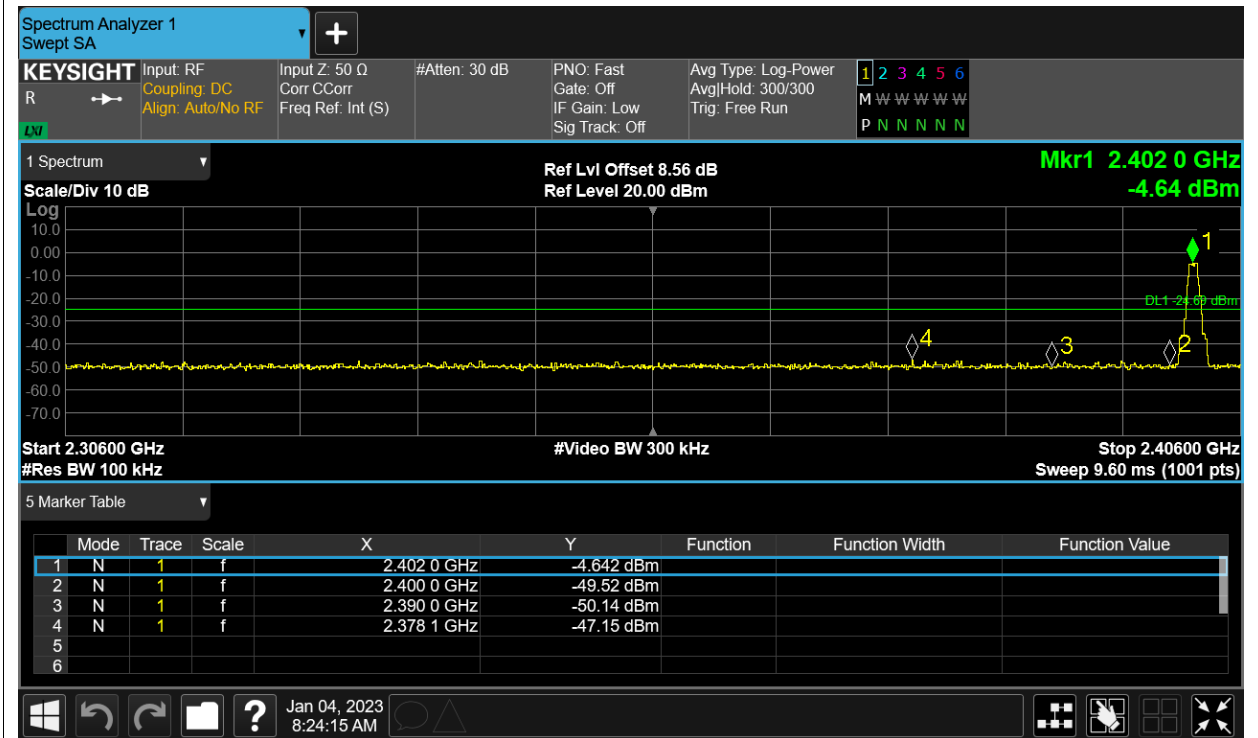 Spectrum Analyzer 1
Swept SA
KEYSIGHT Input: RF Input Z: 50 Ω #Atten: 30 dB PNO: Fast Avg Type: Log-Power 1 2 3 4 5 6
R Coupling: DC Corr CCorr Gate: Off Avg|Hold: 300/300 M W W W W W W
Align: Auto/No RF Freq Ref: Int (S) IF Gain: Low Trig: Free Run
LXI Sig Track: Off P N N N N N N
1 Spectrum Ref Lvl Offset 8.56 dB Mkr1 2.402 0 GHz
Scale/Div 10 dB Ref Level 20.00 dBm -4.64 dBm
Log
10.0
0.00
-10.0
-20.0
-30.0
-40.0
-50.0
-60.0
-70.0
1
DL1 -24.69 dBm
4 3 2
Start 2.30600 GHz #Video BW 300 kHz Stop 2.40600 GHz
#Res BW 100 kHz Sweep 9.60 ms (1001 pts)
5 Marker Table
Mode Trace Scale X Y Function Function Width Function Value
1 N 1 f 2.402 0 GHz -4.642 dBm
2 N 1 f 2.400 0 GHz -49.52 dBm
3 N 1 f 2.390 0 GHz -50.14 dBm
4 N 1 f 2.378 1 GHz -47.15 dBm
5
6
? Jan 04, 2023
8:24:15 AM